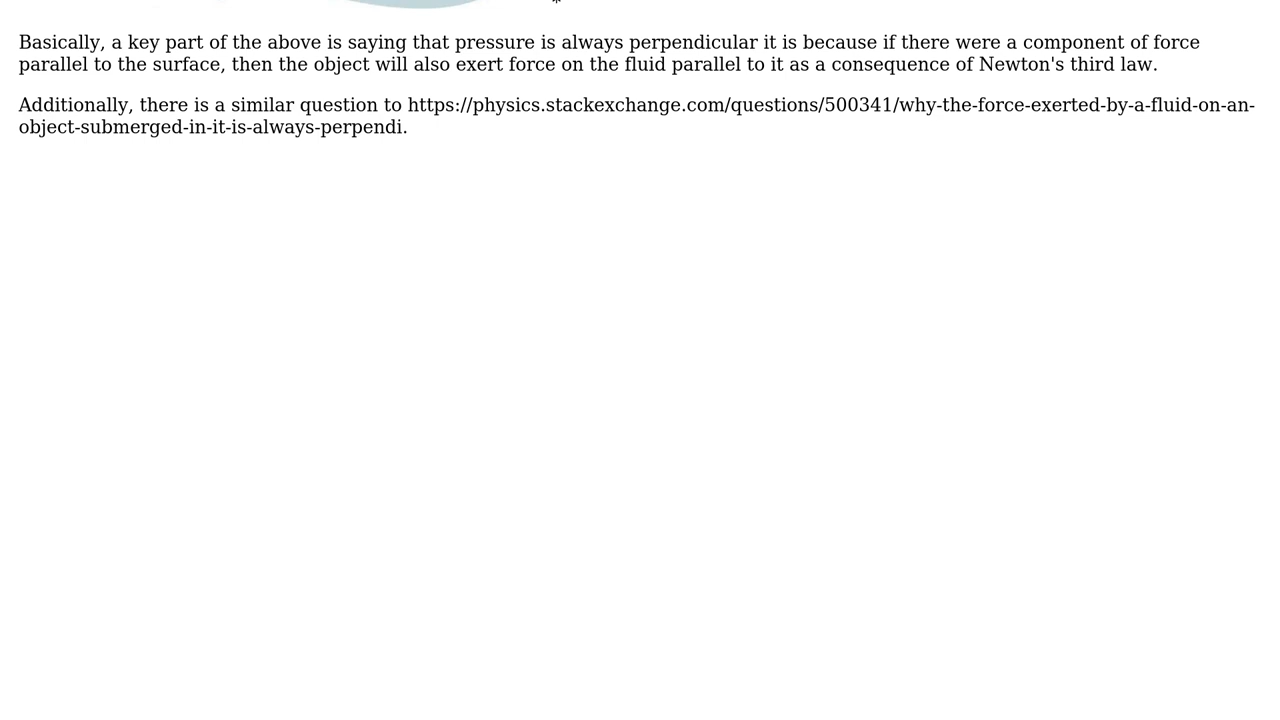 Basically, a key part of the above is saying that pressure is always perpendicular it is because if there were a component of force
parallel to the surface, then the object will also exert force on the fluid parallel to it as a consequence of Newton's third law.
Additionally, there is a similar question to https://physics.stackexchange.com/questions/500341/why-the-force-exerted-by-a-fluid-on-an-
object-submerged-in-it-is-always-perpendi.